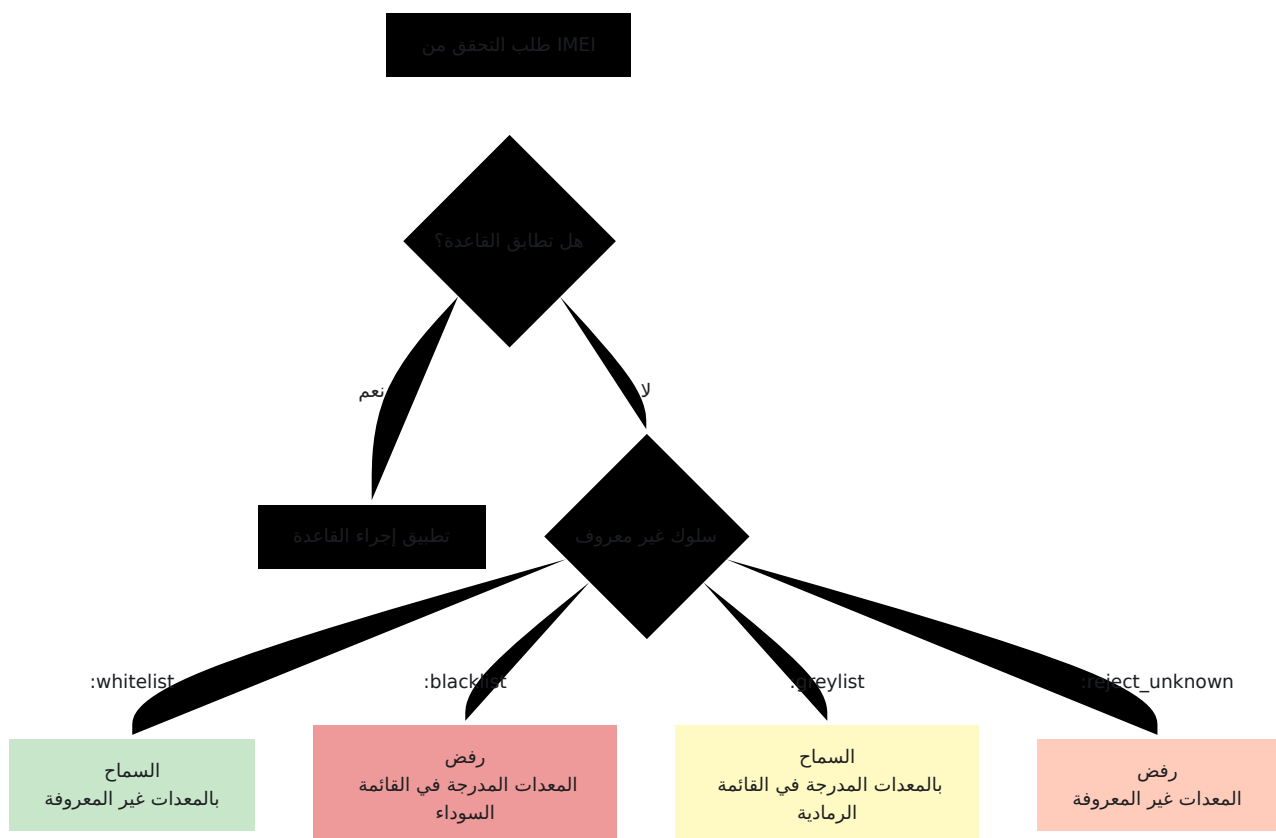 طلب التحقق من IMEI
هل تطابق القاعدة؟
نعم
لا
تطبيق إجراء القاعدة
سلوك غير معروف
:whitelist
:blacklist
:greylist
:reject_unknown
السماح
بالمعدات غير المعروفة
رفض
المعدات المدرجة في القائمة
السوداء
السماح
بالمعدات المدرجة في القائمة
الرمادية
رفض
المعدات غير المعروفة